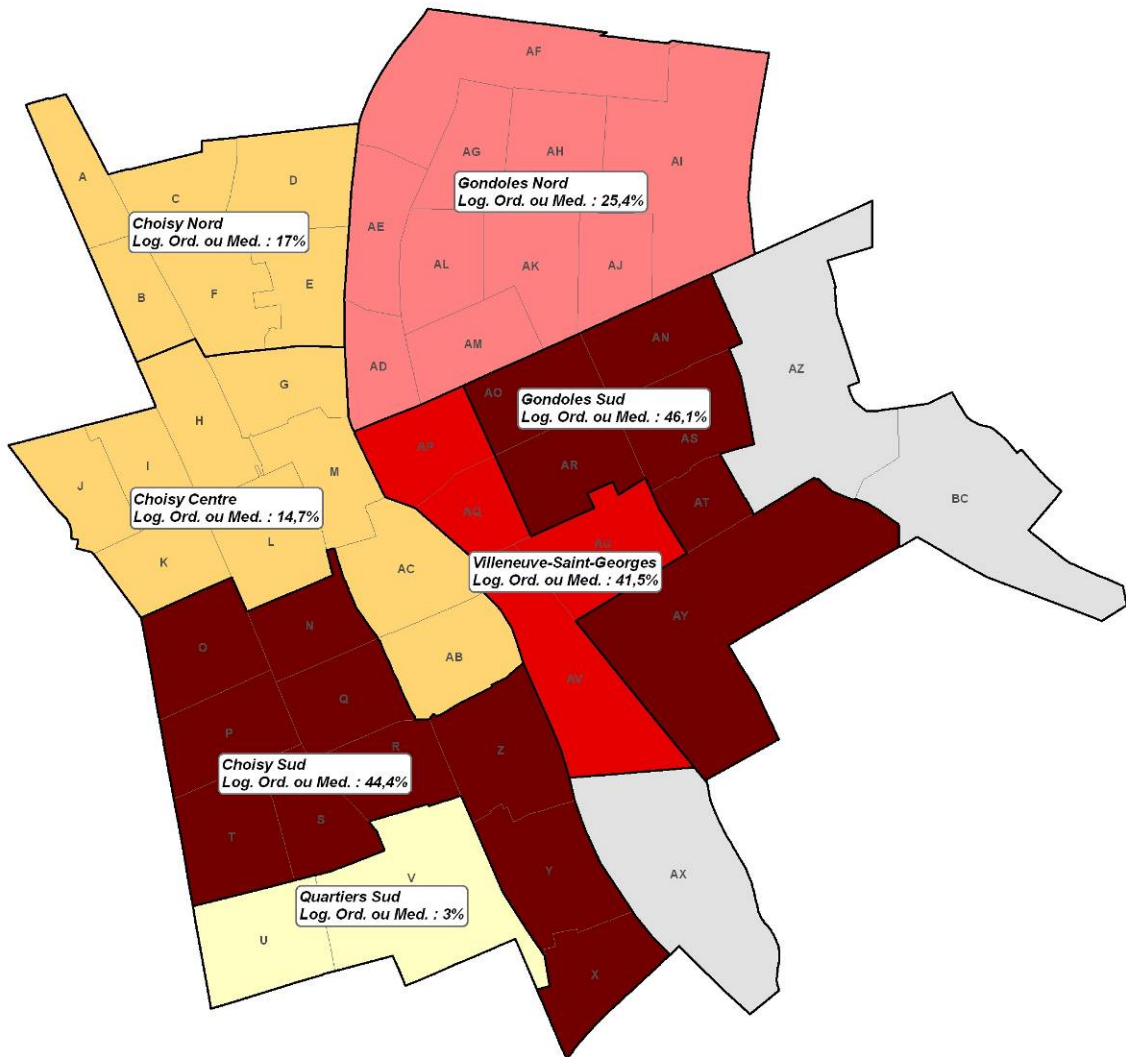 AF
A
AG
AH
AI
D
C
Gondoles Nord
Log. Ord. ou Med. : 25,4%
Choisy Nord
Log. Ord. ou Med. : 17%
AE
AL
AK
AJ
B
F
E
AN
AM
AD
AZ
G
AO
Gondoles Sud
Log. Ord. ou Med. : 46,1%
H
AP
AS
J
I
M
AR
Choisy Centre
Log. Ord. ou Med. : 14,7%
BC
AT
AQ
L
AU
K
AC
Villeneuve-Saint-Georges
Log. Ord. ou Med. : 41,5%
AY
N
O
AB
AV
Q
P
R
Z
Choisy Sud
Log. Ord. ou Med. : 44,4%
S
T
Y
AX
V
Quartiers Sud
Log. Ord. ou Med. : 3%
U
X